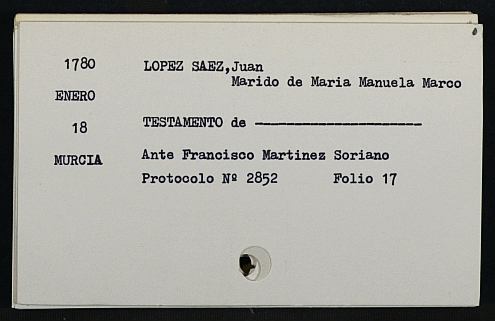 1780 LOPEZ SAEZ,Juan
Marido de Maria Manuela Marco
ENERO
18 TESTAMENTO de ----------------------
MURCIA Ante Francisco Martinez Soriano
Protocolo Nº 2852 Folio 17